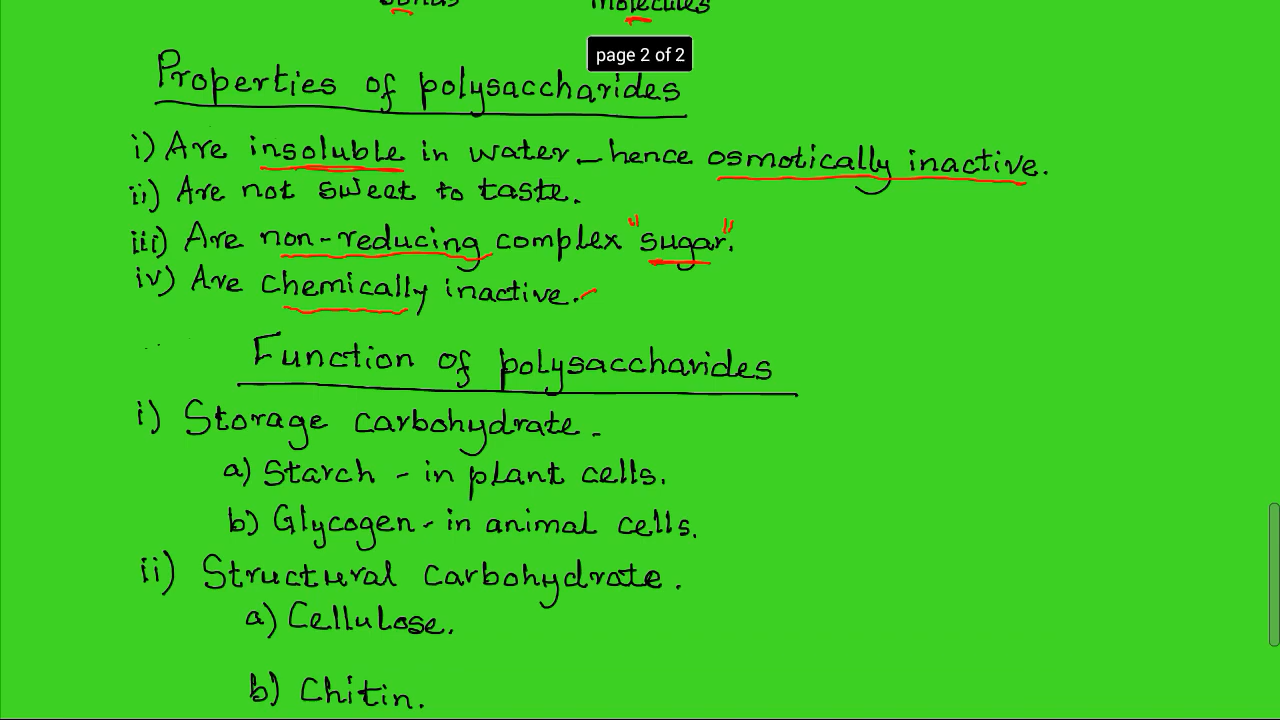 bonds molecules
page 2 of 2
Properties of polysaccharides
i) Are insoluble in water - hence osmotically inactive.
ii) Are not sweet to taste.
iii) Are non-reducing complex "sugar".
iv) Are chemically inactive.
Function of polysaccharides
i) Storage carbohydrate.
a) Starch - in plant cells.
b) Glycogen - in animal cells.
ii) Structural carbohydrate.
a) Cellulose.
b) Chitin.